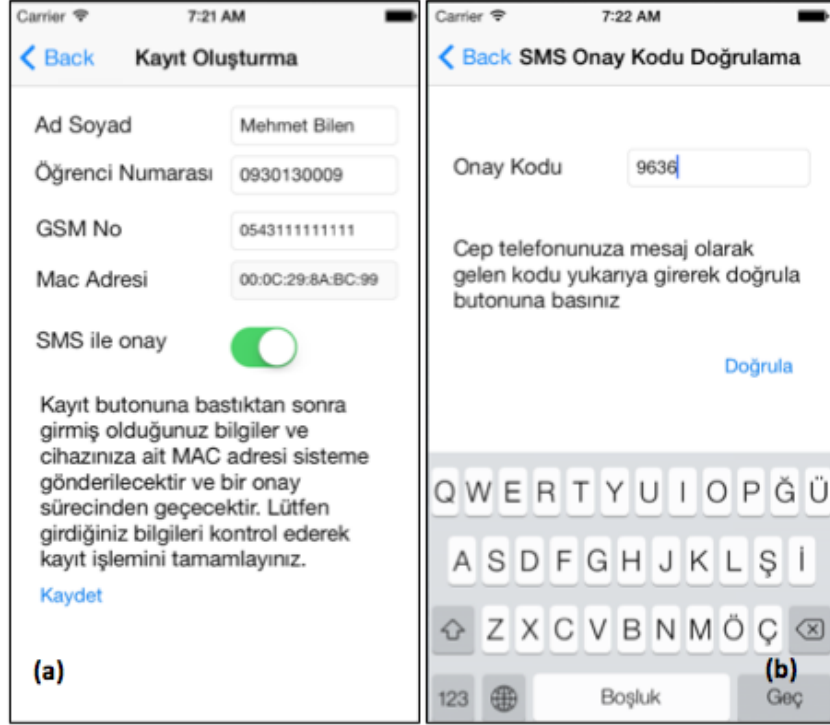 Carrier 7:21 AM
Back Kayıt Oluşturma
Ad Soyad Mehmet Bilen
Öğrenci Numarası 0930130009
GSM No 0543111111111
Mac Adresi 00:0C:29:8A:BC:99
SMS ile onay
Kayıt butonuna bastıktan sonra
girmiş olduğunuz bilgiler ve
cihazınıza ait MAC adresi sisteme
gönderilecektir ve bir onay
sürecinden geçecektir. Lütfen
girdiğiniz bilgileri kontrol ederek
kayıt işlemini tamamlayınız.
Kaydet
(a)
Carrier 7:22 AM
Back SMS Onay Kodu Doğrulama
Onay Kodu 9636
Cep telefonunuza mesaj olarak
gelen kodu yukarıya girerek doğrula
butonuna basınız
Doğrula
Q W E R T Y U I O P Ğ Ü
A S D F G H J K L Ş İ
Z X C V B N M Ö Ç
(b)
123 Boşluk Geç